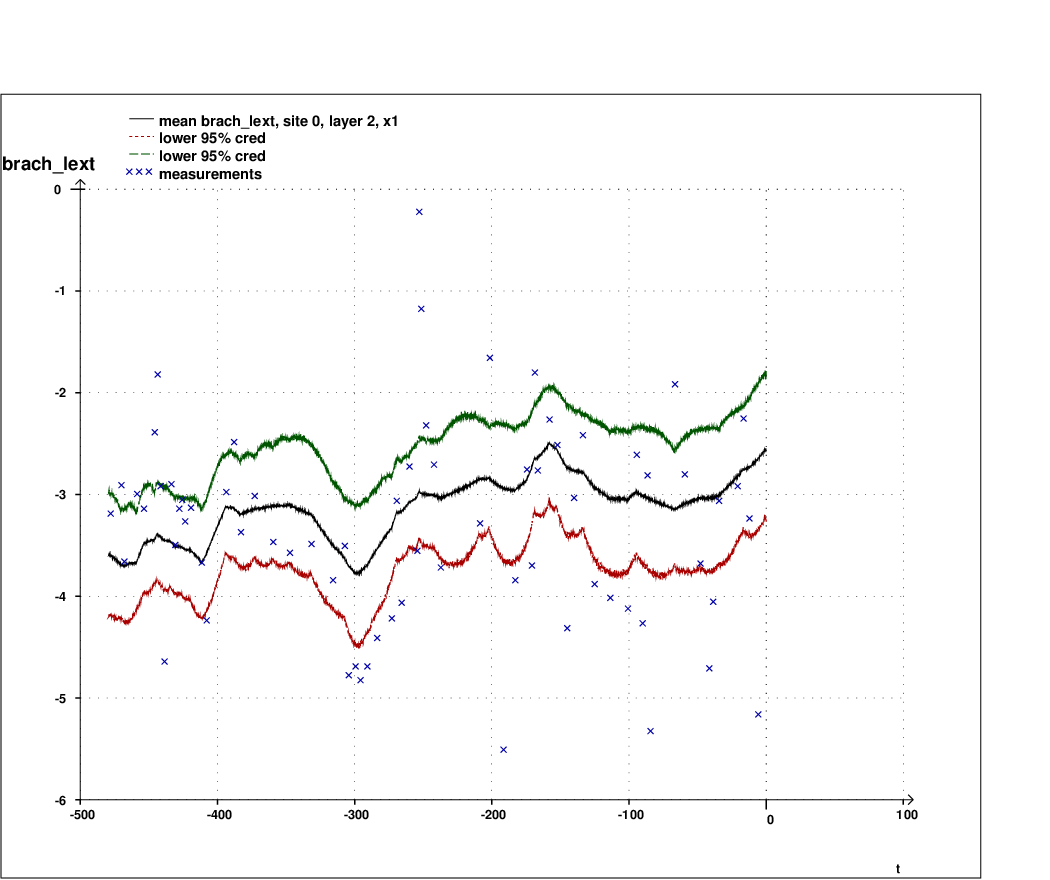 mean brach_lext, site 0, layer 2, x1
lower 95% cred
lower 95% cred
measurements
brach_lext
0
-1
-2
-3
-4
-5
-6
-500 -400 -300 -200 -100 0 100
t